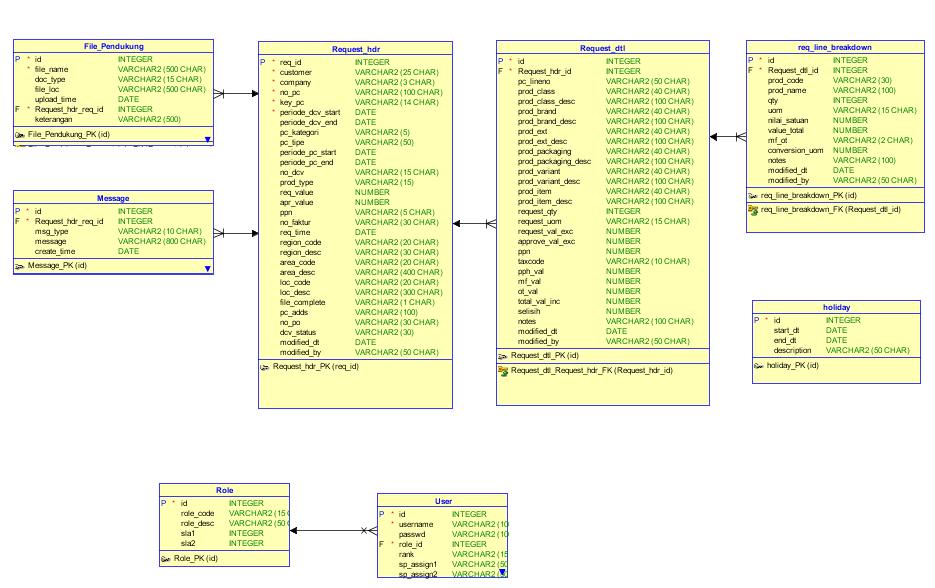 File_Pendukung
P * id INTEGER
* file_name VARCHAR2 (500 CHAR)
doc_type VARCHAR2 (15 CHAR)
file_loc VARCHAR2 (500 CHAR)
upload_time DATE
F * Request_hdr_req_id INTEGER
keterangan VARCHAR2 (500)
File_Pendukung_PK (id)
Message
P * id INTEGER
F * Request_hdr_req_id INTEGER
msg_type VARCHAR2 (10 CHAR)
message VARCHAR2 (800 CHAR)
create_time DATE
Message_PK (id)
Request_hdr
P * req_id INTEGER
* customer VARCHAR2 (25 CHAR)
* company VARCHAR2 (3 CHAR)
* no_pc VARCHAR2 (100 CHAR)
* key_pc VARCHAR2 (14 CHAR)
* periode_dcv_start DATE
periode_dcv_end DATE
pc_kategori VARCHAR2 (5)
pc_tipe VARCHAR2 (50)
periode_pc_start DATE
periode_pc_end DATE
no_dcv VARCHAR2 (15 CHAR)
prod_type VARCHAR2 (15)
req_value NUMBER
apr_value NUMBER
ppn VARCHAR2 (5 CHAR)
no_faktur VARCHAR2 (30 CHAR)
req_time DATE
region_code VARCHAR2 (20 CHAR)
region_desc VARCHAR2 (30 CHAR)
area_code VARCHAR2 (20 CHAR)
area_desc VARCHAR2 (400 CHAR)
loc_code VARCHAR2 (20 CHAR)
loc_desc VARCHAR2 (300 CHAR)
file_complete VARCHAR2 (1 CHAR)
pc_adds VARCHAR2 (100)
no_po VARCHAR2 (30 CHAR)
dcv_status VARCHAR2 (30)
modified_dt DATE
modified_by VARCHAR2 (50 CHAR)
Request_hdr_PK (req_id)
Request_dtl
P * id INTEGER
F * Request_hdr_id INTEGER
pc_lineno VARCHAR2 (50 CHAR)
prod_class VARCHAR2 (40 CHAR)
prod_class_desc VARCHAR2 (100 CHAR)
prod_brand VARCHAR2 (40 CHAR)
prod_brand_desc VARCHAR2 (100 CHAR)
prod_ext VARCHAR2 (40 CHAR)
prod_ext_desc VARCHAR2 (100 CHAR)
prod_packaging VARCHAR2 (40 CHAR)
prod_packaging_desc VARCHAR2 (100 CHAR)
prod_variant VARCHAR2 (40 CHAR)
prod_variant_desc VARCHAR2 (100 CHAR)
prod_item VARCHAR2 (40 CHAR)
prod_item_desc VARCHAR2 (100 CHAR)
request_qty INTEGER
request_uom VARCHAR2 (15 CHAR)
request_val_exc NUMBER
approve_val_exc NUMBER
ppn NUMBER
taxcode VARCHAR2 (10 CHAR)
pph_val NUMBER
mf_val NUMBER
ot_val NUMBER
total_val_inc NUMBER
selisih NUMBER
notes VARCHAR2 (100 CHAR)
modified_dt DATE
modified_by VARCHAR2 (50 CHAR)
Request_dtl_PK (id)
Request_dtl_Request_hdr_FK (Request_hdr_id)
req_line_breakdown
P * id INTEGER
F * Request_dtl_id INTEGER
prod_code VARCHAR2 (30)
prod_name VARCHAR2 (100)
qty INTEGER
uom VARCHAR2 (15 CHAR)
nilai_satuan NUMBER
value_total NUMBER
mf_ot VARCHAR2 (2 CHAR)
conversion_uom NUMBER
notes VARCHAR2 (100)
modified_dt DATE
modified_by VARCHAR2 (50 CHAR)
req_line_breakdown_PK (id)
req_line_breakdown_FK (Request_dtl_id)
holiday
P * id INTEGER
start_dt DATE
end_dt DATE
description VARCHAR2 (50 CHAR)
holiday_PK (id)
Role
P * id INTEGER
role_code VARCHAR2 (15
role_desc VARCHAR2 (50
sla1 INTEGER
sla2 INTEGER
Role_PK (id)
User
P * id INTEGER
* username VARCHAR2 (10
passwd VARCHAR2 (10
F * role_id INTEGER
rank VARCHAR2 (15
sp_assign1 VARCHAR2 (50
sp_assign2 VARCHAR2